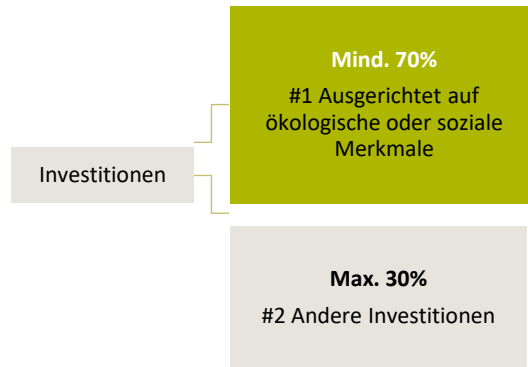 Mind. 70%
#1 Ausgerichtet auf
ökologische oder soziale
Merkmale
Investitionen
Max. 30%
#2 Andere Investitionen